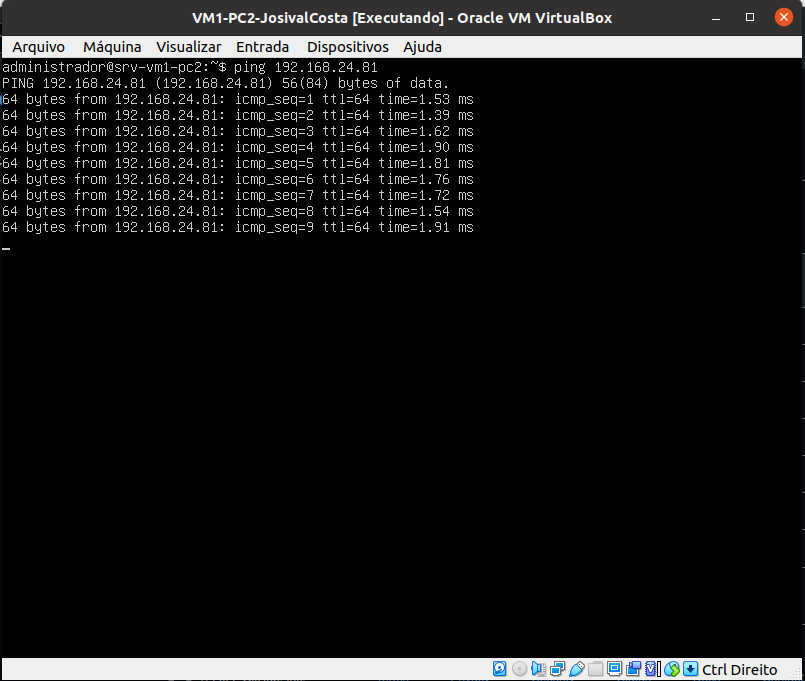 VM1-PC2-JosivalCosta [Executando] - Oracle VM VirtualBox
Arquivo Máquina Visualizar Entrada Dispositivos Ajuda
administrador@srv-vm1-pc2:~$ ping 192.168.24.81
PING 192.168.24.81 (192.168.24.81) 56(84) bytes of data.
64 bytes from 192.168.24.81: icmp_seq=1 ttl=64 time=1.53 ms
64 bytes from 192.168.24.81: icmp_seq=2 ttl=64 time=1.39 ms
64 bytes from 192.168.24.81: icmp_seq=3 ttl=64 time=1.62 ms
64 bytes from 192.168.24.81: icmp_seq=4 ttl=64 time=1.90 ms
64 bytes from 192.168.24.81: icmp_seq=5 ttl=64 time=1.81 ms
64 bytes from 192.168.24.81: icmp_seq=6 ttl=64 time=1.76 ms
64 bytes from 192.168.24.81: icmp_seq=7 ttl=64 time=1.72 ms
64 bytes from 192.168.24.81: icmp_seq=8 ttl=64 time=1.54 ms
64 bytes from 192.168.24.81: icmp_seq=9 ttl=64 time=1.91 ms
Ctrl Direito